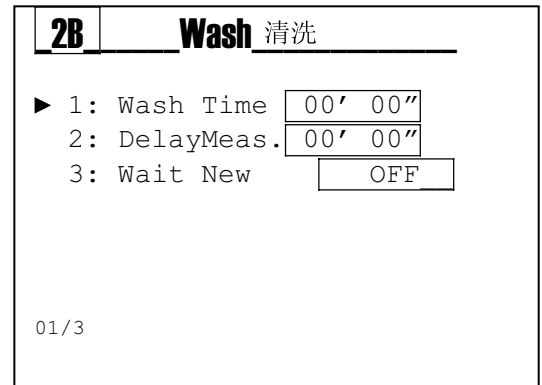 2B Wash 清洗
► 1: Wash Time 00′ 00″
2: DelayMeas. 00′ 00″
3: Wait New OFF
01/3